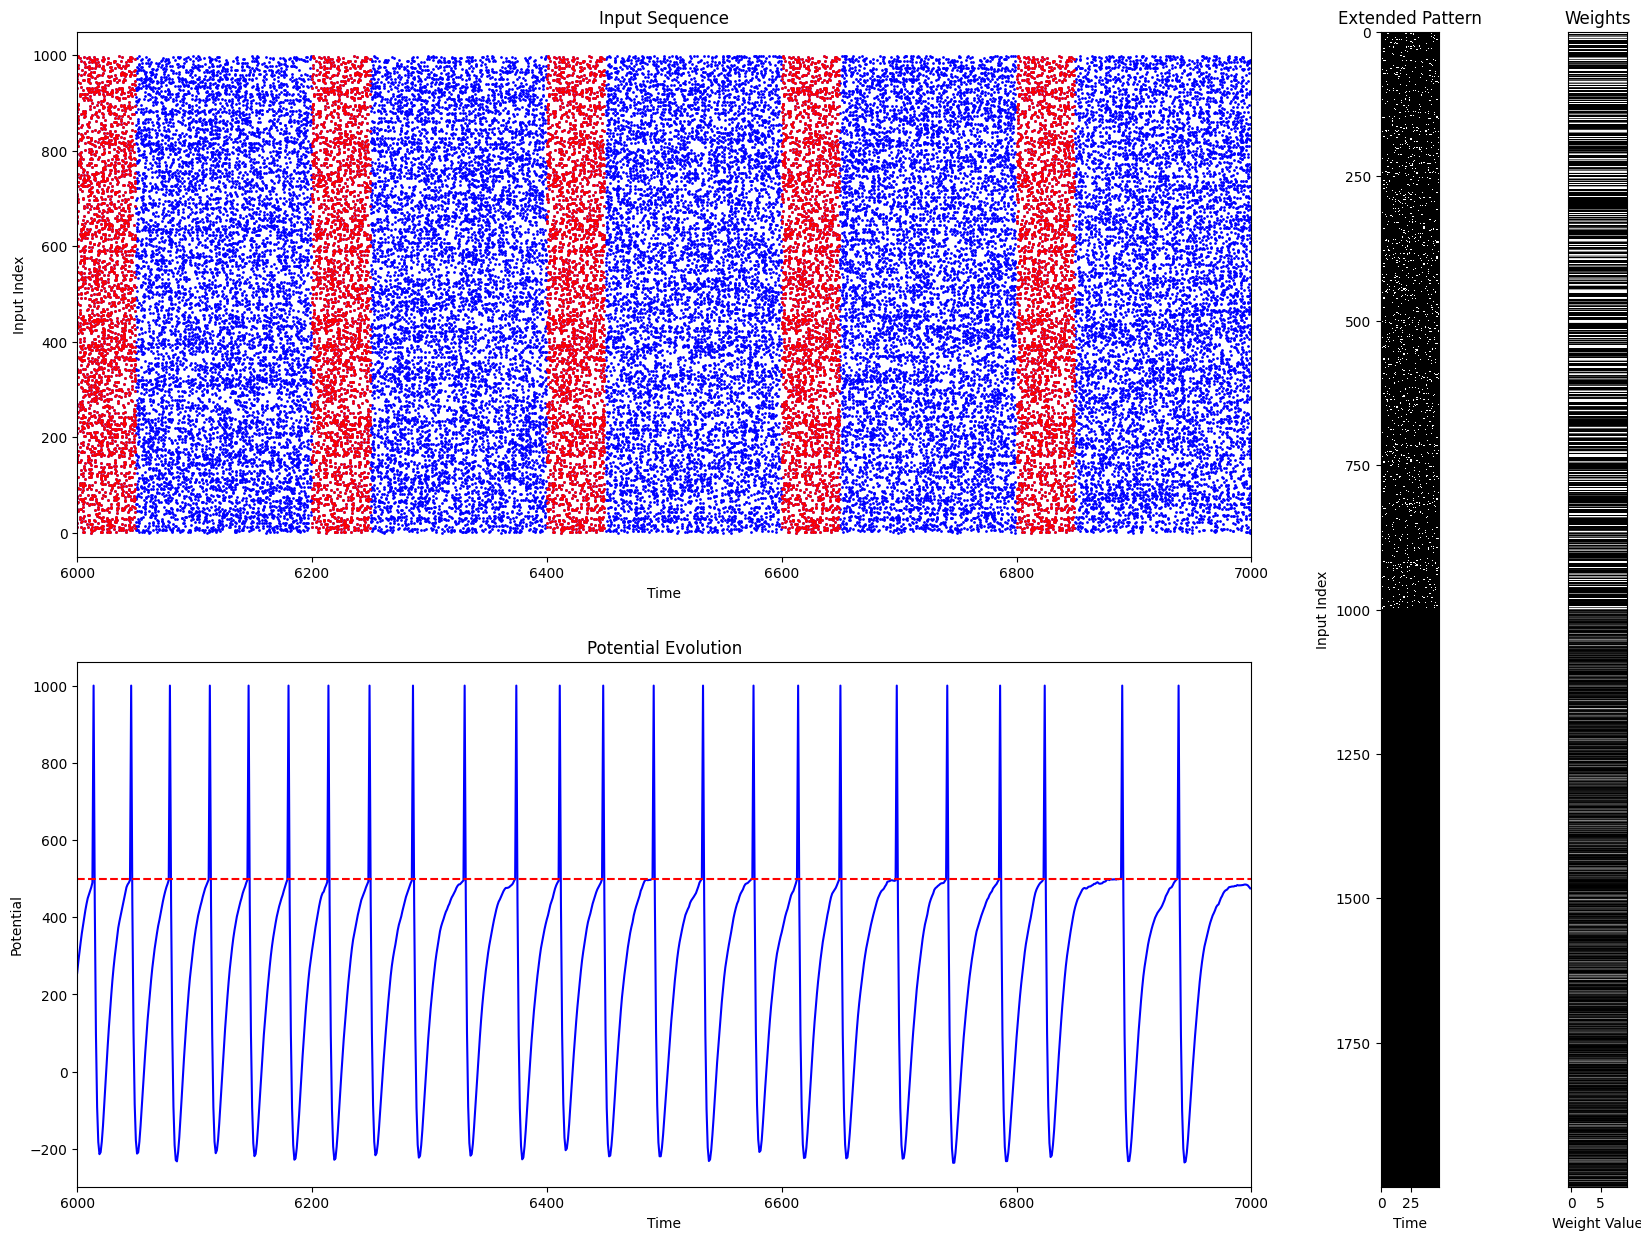 Input Sequence
Input Index
1000
800
600
400
200
0
6000 6200 6400 6600 6800 7000
Time
Potential Evolution
Potential
1000
800
600
400
200
0
−200
6000 6200 6400 6600 6800 7000
Time
Extended Pattern
Input Index
0
250
500
750
1000
1250
1500
1750
0 25
Time
Weights
0 5
Weight Value